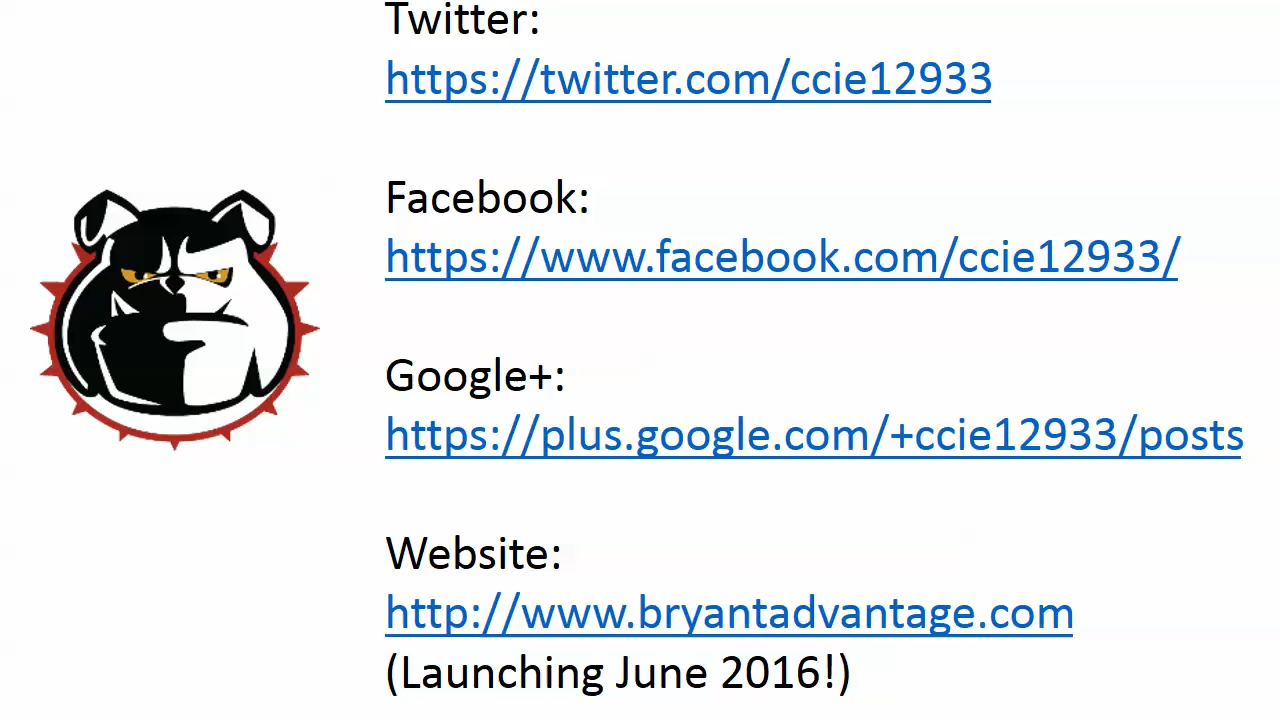 Twitter:
https://twitter.com/ccie12933
Facebook:
https://www.facebook.com/ccie12933/
Google+:
https://plus.google.com/+ccie12933/posts
Website:
http://www.bryantadvantage.com
(Launching June 2016!)